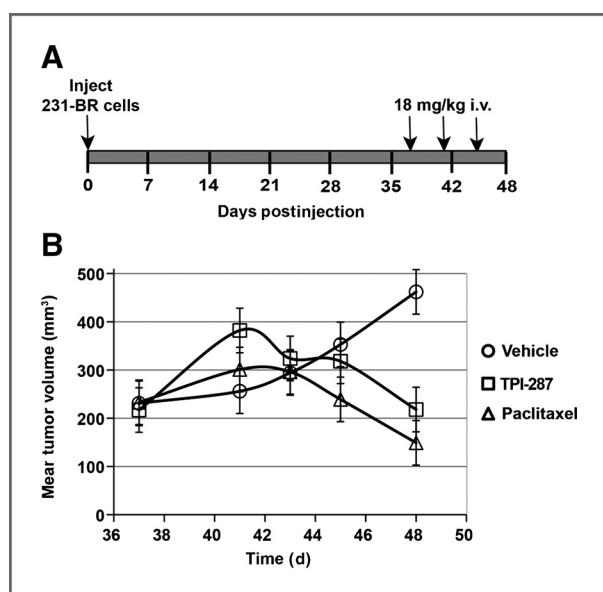 A
Inject
231-BR cells
18 mg/kg i.v.
0 7 14 21 28 35 42 48
Days postinjection
B
Mear tumor volume (mm³)
500
400
300
200
100
0
36 38 40 42 44 46 48 50
Time (d)
Vehicle
TPI-287
Paclitaxel